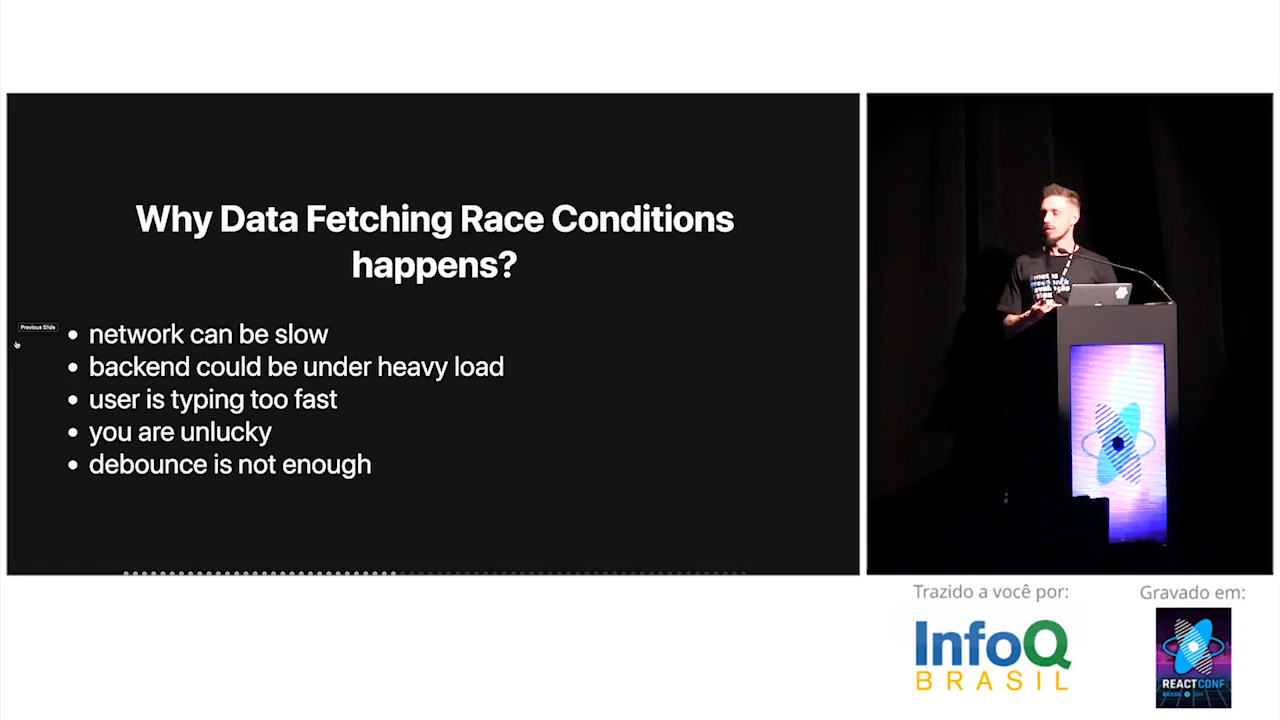 Why Data Fetching Race Conditions
happens?
Previous Slide
network can be slow
backend could be under heavy load
user is typing too fast
you are unlucky
debounce is not enough
Trazido a você por:
InfoQ
BRASIL
Gravado em:
REACTCONF
BRASIL